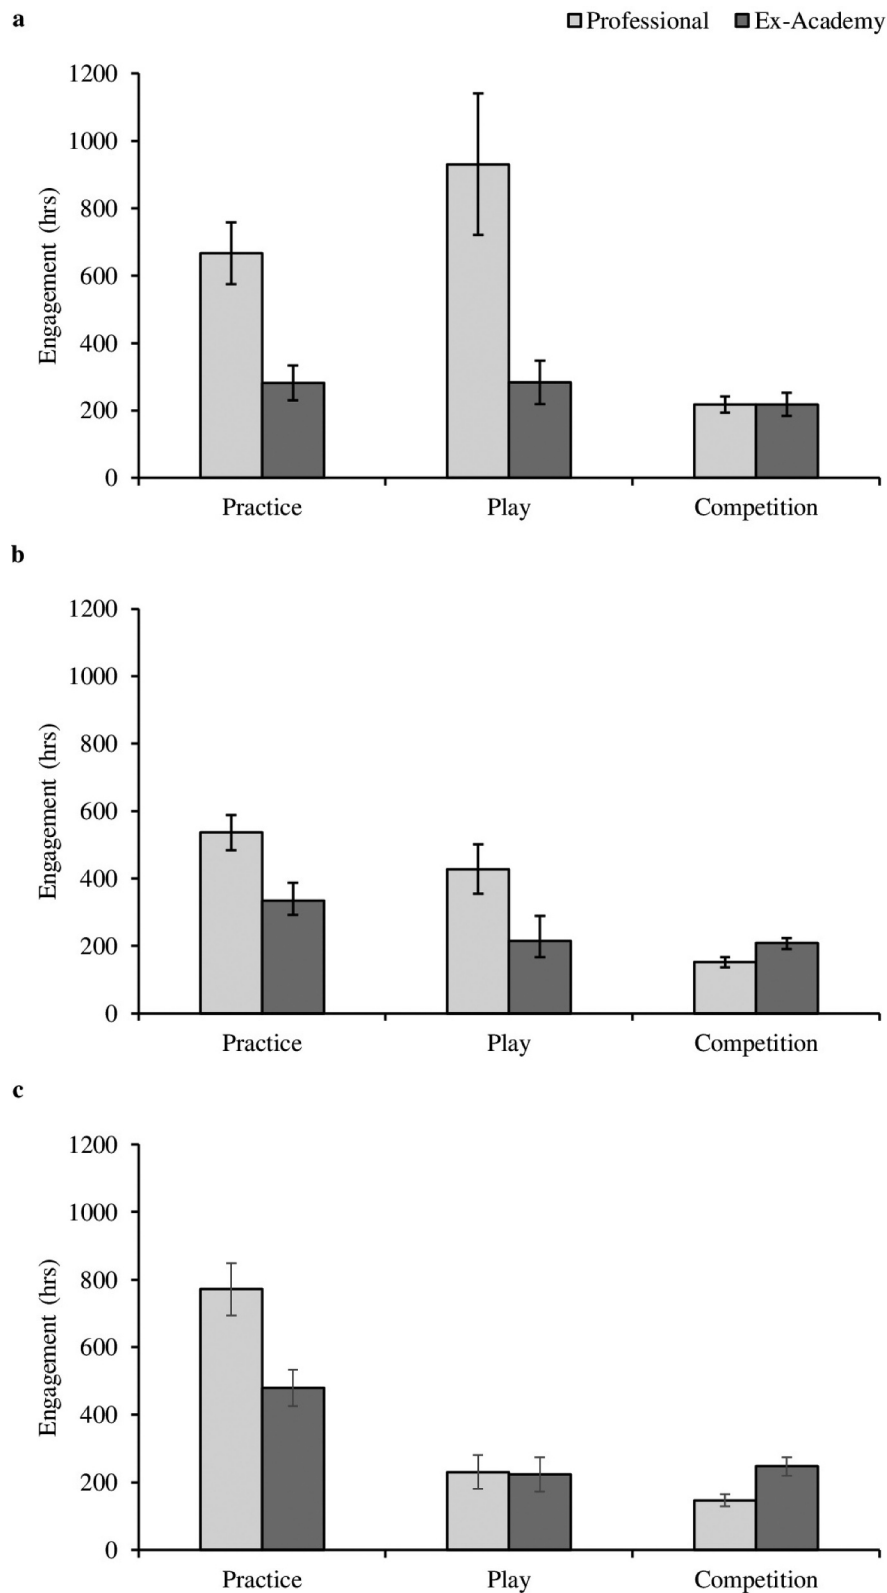 a
Professional Ex-Academy
1200
1000
800
600
400
200
0
Engagement (hrs)
Practice Play Competition
b
1200
1000
800
600
400
200
0
Engagement (hrs)
Practice Play Competition
c
1200
1000
800
600
400
200
0
Engagement (hrs)
Practice Play Competition